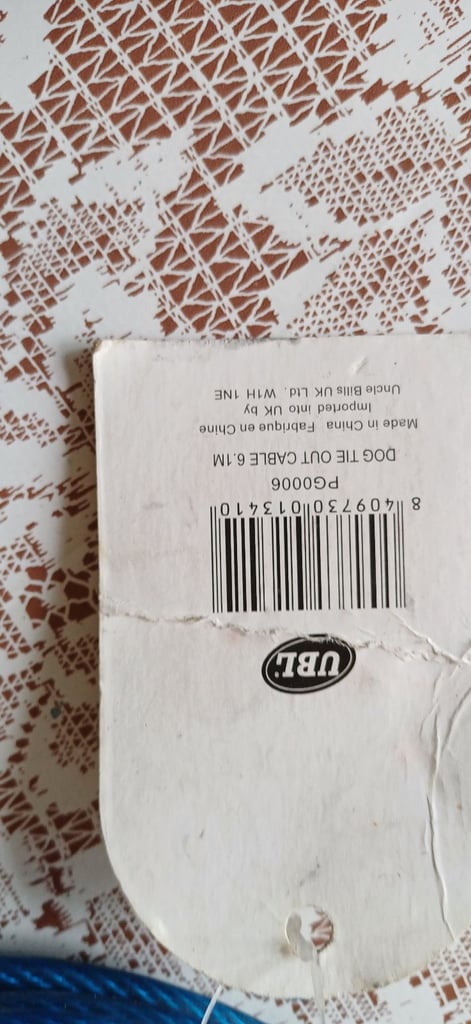 UBL
8 409730 013410
PG0006
DOG TIE OUT CABLE 6.1M
Made in China Fabrique en Chine
Imported into UK by
Uncle Bills UK Ltd. W1H 1NE